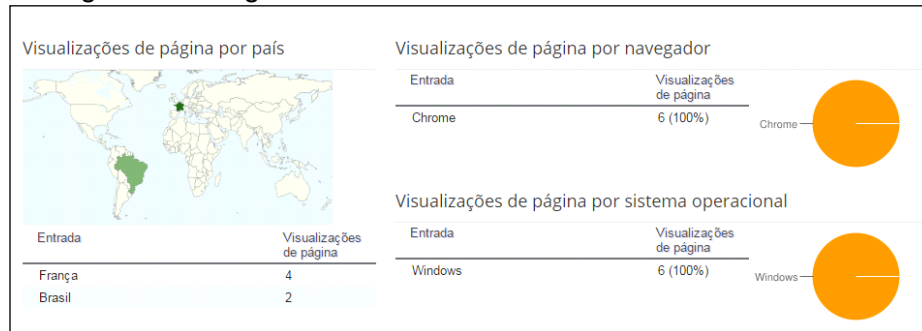 Visualizações de página por país
Entrada Visualizações
de página
França 4
Brasil 2
Visualizações de página por navegador
Entrada Visualizações
de página
Chrome 6 (100%)
Chrome
Visualizações de página por sistema operacional
Entrada Visualizações
de página
Windows 6 (100%)
Windows